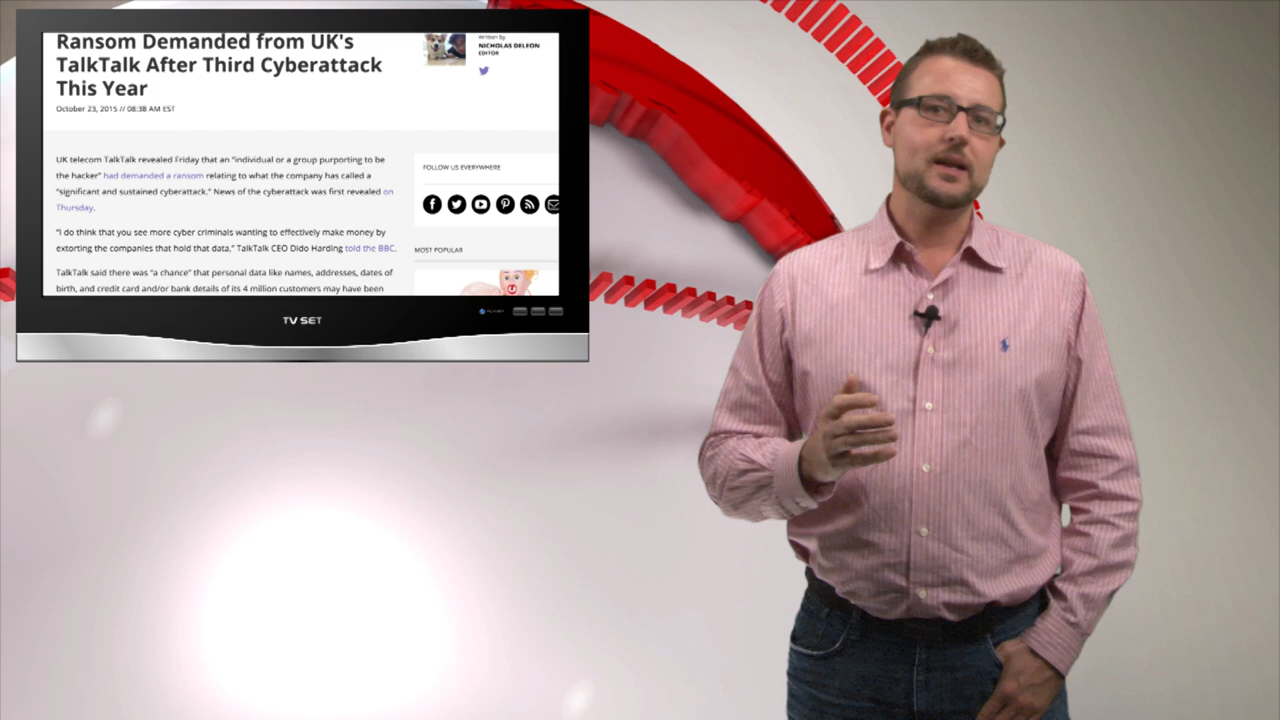 Ransom Demanded from UK's
TalkTalk After Third Cyberattack
This Year
October 23, 2015 // 08:38 AM EST
Written by
NICHOLAS DELEON
EDITOR
UK telecom TalkTalk revealed Friday that an "individual or a group purporting to be
the hacker" had demanded a ransom relating to what the company has called a
"significant and sustained cyberattack." News of the cyberattack was first revealed on
Thursday.
"I do think that you see more cyber criminals wanting to effectively make money by
extorting the companies that hold that data," TalkTalk CEO Dido Harding told the BBC.
TalkTalk said there was "a chance" that personal data like names, addresses, dates of
birth, and credit card and/or bank details of its 4 million customers may have been
FOLLOW US EVERYWHERE
MOST POPULAR
TV SET